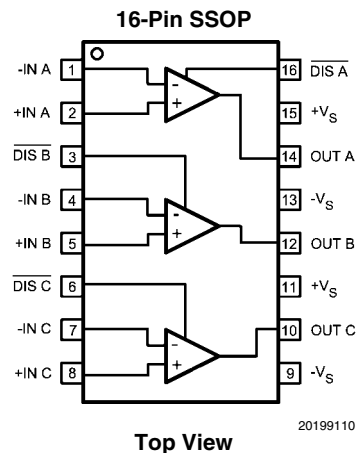 16-Pin SSOP
-IN A 1
+IN A 2
DIS B 3
-IN B 4
+IN B 5
DIS C 6
-IN C 7
+IN C 8
16 DIS A
15 +VS
14 OUT A
13 -VS
12 OUT B
11 +VS
10 OUT C
9 -VS
- +
- +
- +
20199110
Top View